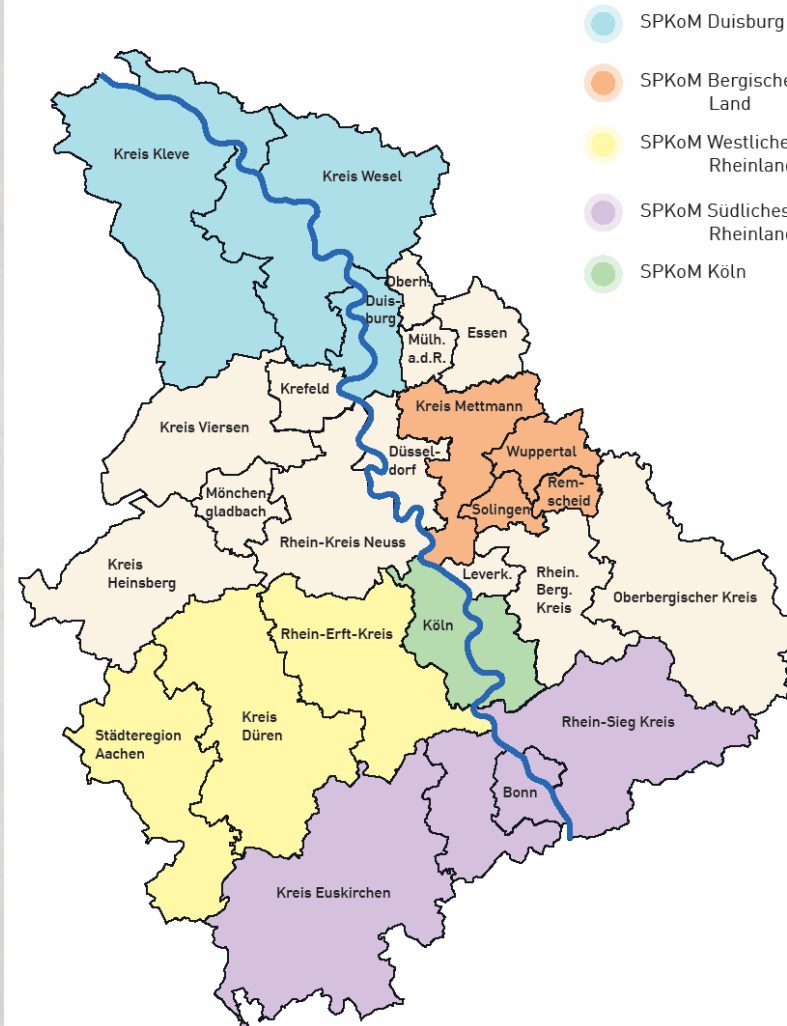 SPKoM Duisburg
SPKoM Bergische
Land
SPKoM Westliche
Rheinland
SPKoM Südliches
Rheinland
SPKoM Köln
Kreis Kleve
Kreis Wesel
Oberh.
Duis-
burg
Mülh.
a.d.R.
Essen
Krefeld
Kreis Mettmann
Kreis Viersen
Düssel-
dorf
Wuppertal
Mönchen
gladbach
Rem-
scheid
Solingen
Rhein-Kreis Neuss
Kreis
Heinsberg
Leverk.
Rhein.
Berg.
Kreis
Oberbergischer Kreis
Rhein-Erft-Kreis
Köln
Städteregion
Aachen
Kreis
Düren
Rhein-Sieg Kreis
Bonn
Kreis Euskirchen